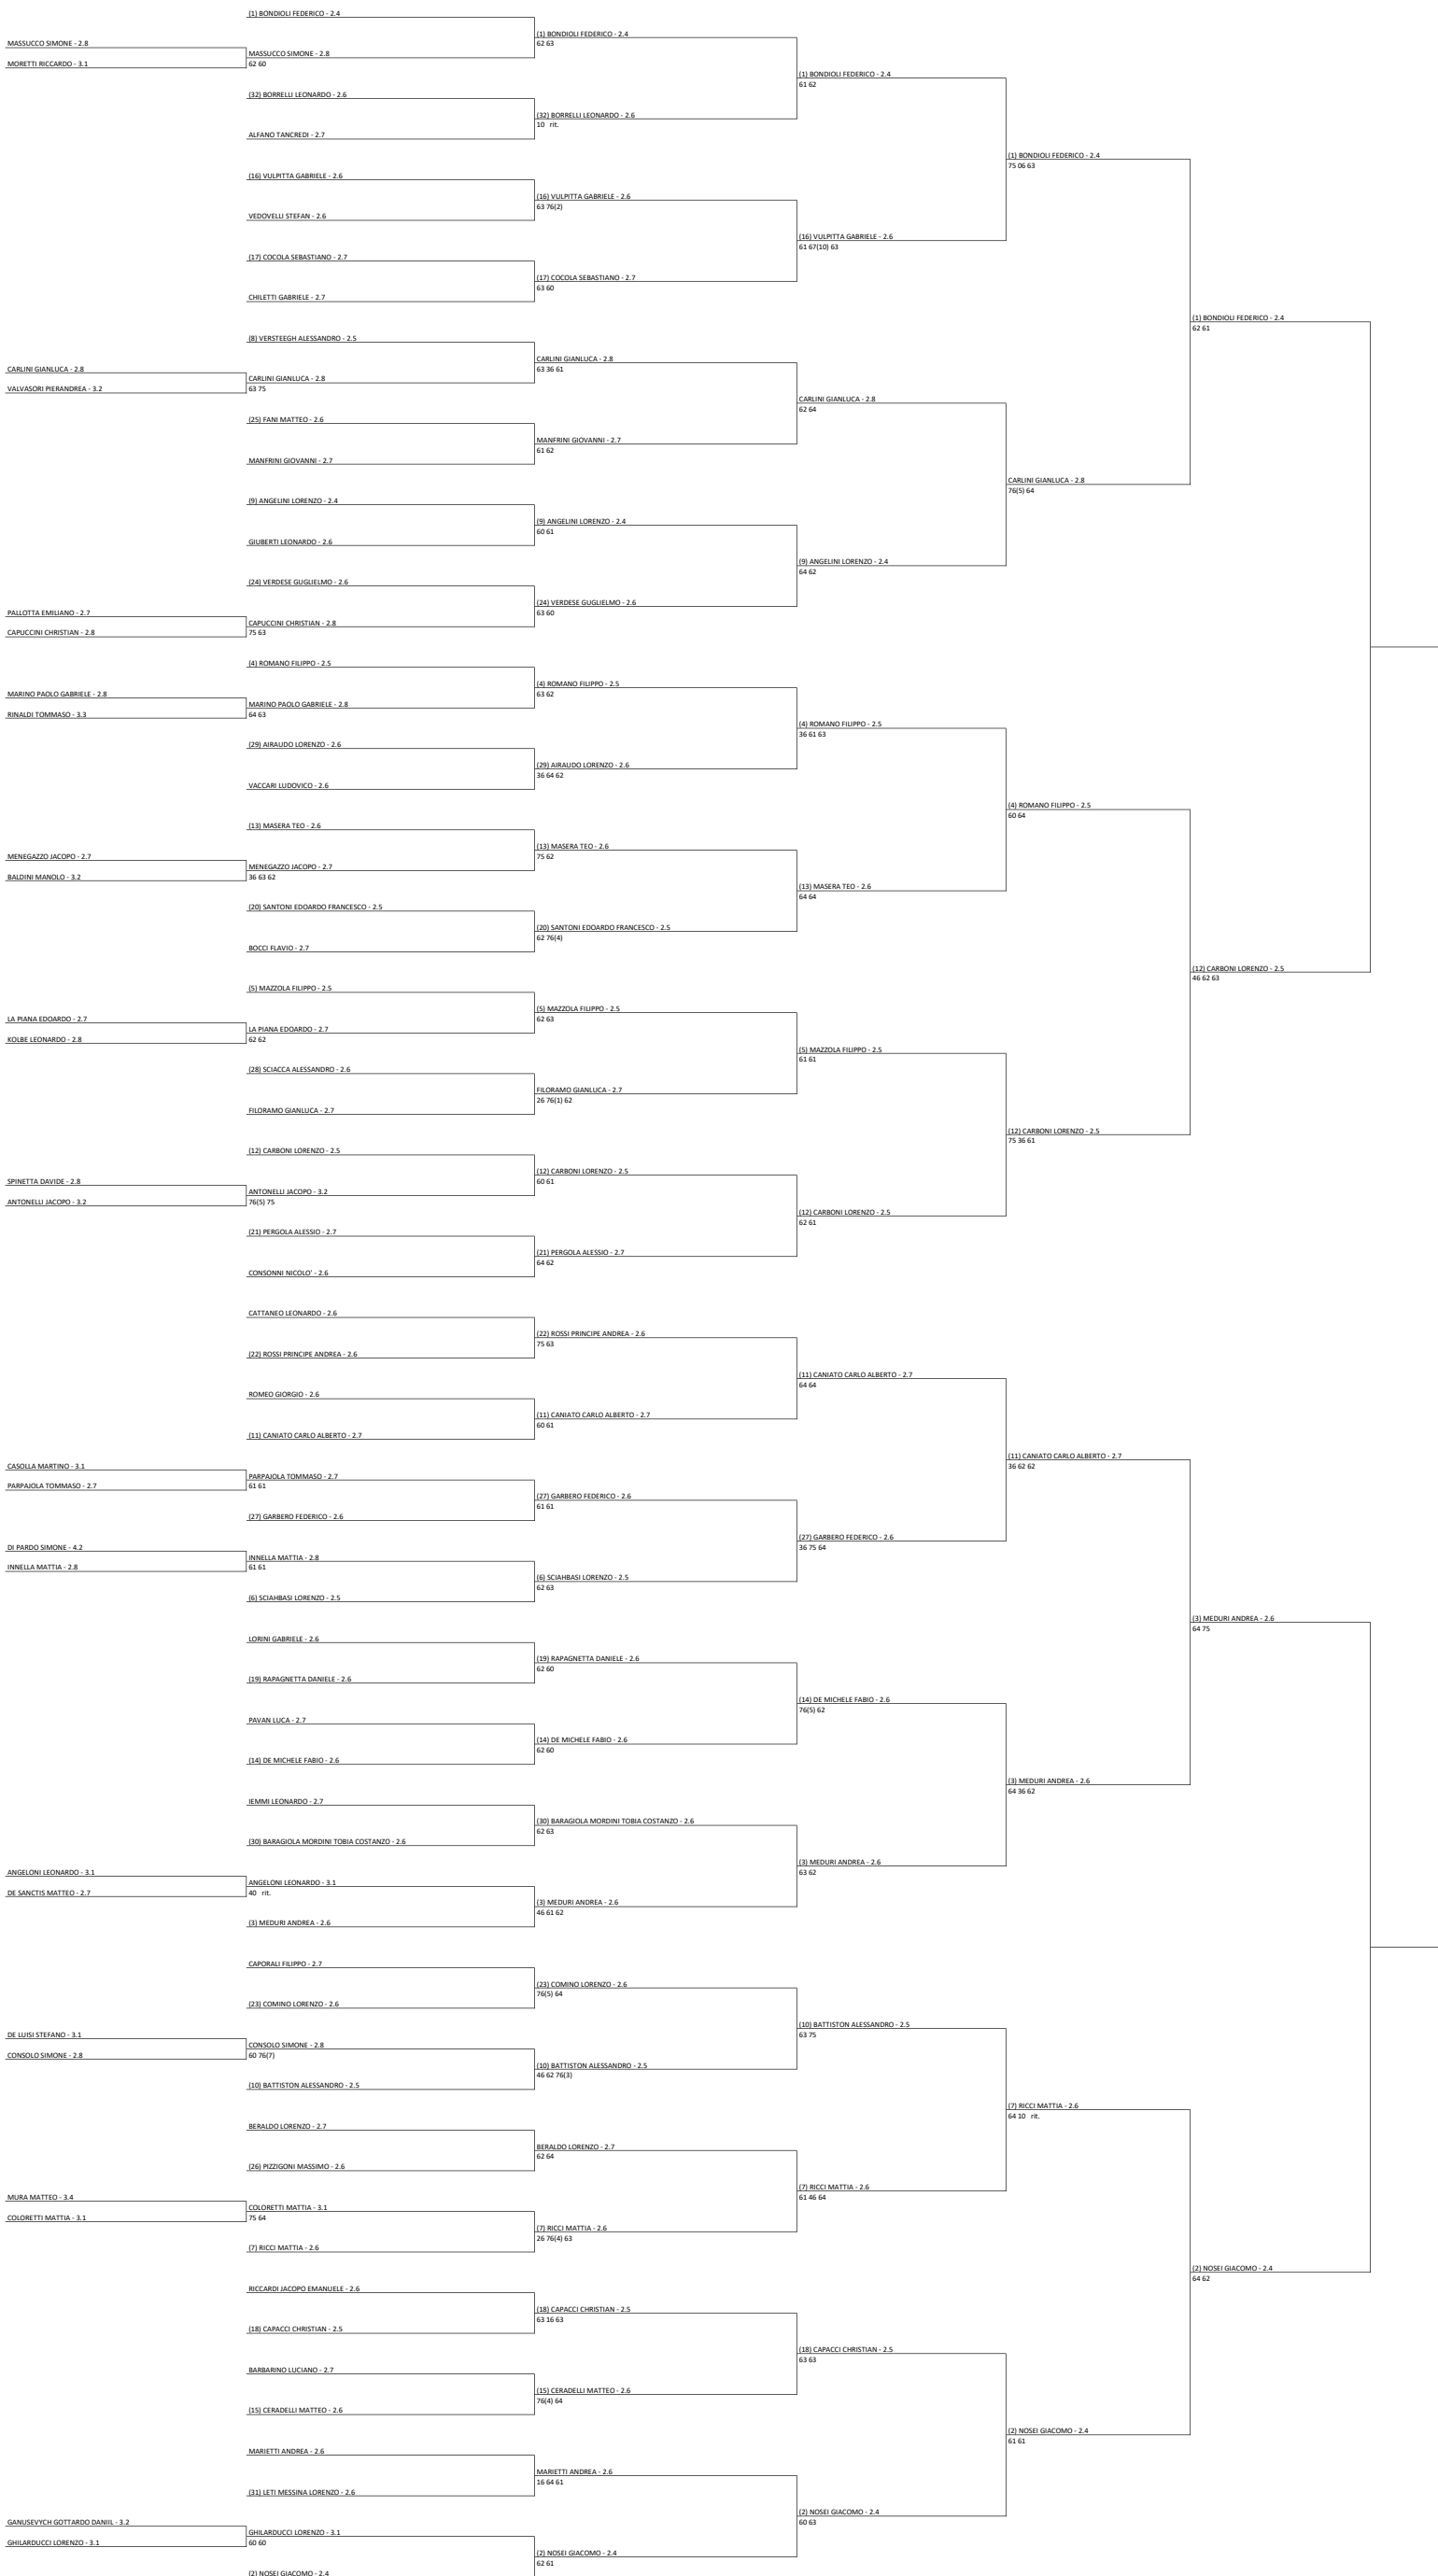 (1) BONDIOLI FEDERICO - 2.4
(1) BONDIOLI FEDERICO - 2.4
62 63
MASSUCCO SIMONE - 2.8
MASSUCCO SIMONE - 2.8
62 60
MORETTI RICCARDO - 3.1
(1) BONDIOLI FEDERICO - 2.4
61 62
(32) BORRELLI LEONARDO - 2.6
(32) BORRELLI LEONARDO - 2.6
10 rit.
ALFANO TANCREDI - 2.7
(1) BONDIOLI FEDERICO - 2.4
75 06 63
(16) VULPITTA GABRIELE - 2.6
(16) VULPITTA GABRIELE - 2.6
63 76(2)
VEDOVELLI STEFAN - 2.6
(16) VULPITTA GABRIELE - 2.6
61 67(10) 63
(17) COCOLA SEBASTIANO - 2.7
(17) COCOLA SEBASTIANO - 2.7
63 60
CHILETTI GABRIELE - 2.7
(1) BONDIOLI FEDERICO - 2.4
62 61
(8) VERSTEEGH ALESSANDRO - 2.5
CARLINI GIANLUCA - 2.8
63 36 61
CARLINI GIANLUCA - 2.8
CARLINI GIANLUCA - 2.8
63 75
VALVASORI PIERANDREA - 3.2
CARLINI GIANLUCA - 2.8
62 64
(25) FANI MATTEO - 2.6
MANFRINI GIOVANNI - 2.7
61 62
MANFRINI GIOVANNI - 2.7
CARLINI GIANLUCA - 2.8
76(5) 64
(9) ANGELINI LORENZO - 2.4
(9) ANGELINI LORENZO - 2.4
60 61
GIUBERTI LEONARDO - 2.6
(9) ANGELINI LORENZO - 2.4
64 62
(24) VERDESE GUGLIELMO - 2.6
(24) VERDESE GUGLIELMO - 2.6
63 60
PALLOTTA EMILIANO - 2.7
CAPUCCINI CHRISTIAN - 2.8
75 63
CAPUCCINI CHRISTIAN - 2.8
(4) ROMANO FILIPPO - 2.5
(4) ROMANO FILIPPO - 2.5
63 62
MARINO PAOLO GABRIELE - 2.8
MARINO PAOLO GABRIELE - 2.8
64 63
RINALDI TOMMASO - 3.3
(4) ROMANO FILIPPO - 2.5
36 61 63
(29) AIRAUDO LORENZO - 2.6
(29) AIRAUDO LORENZO - 2.6
36 64 62
VACCARI LUDOVICO - 2.6
(4) ROMANO FILIPPO - 2.5
60 64
(13) MASERA TEO - 2.6
(13) MASERA TEO - 2.6
75 62
MENEGAZZO JACOPO - 2.7
MENEGAZZO JACOPO - 2.7
36 63 62
BALDINI MANOLO - 3.2
(13) MASERA TEO - 2.6
64 64
(20) SANTONI EDOARDO FRANCESCO - 2.5
(20) SANTONI EDOARDO FRANCESCO - 2.5
62 76(4)
BOCCI FLAVIO - 2.7
(12) CARBONI LORENZO - 2.5
46 62 63
(5) MAZZOLA FILIPPO - 2.5
(5) MAZZOLA FILIPPO - 2.5
62 63
LA PIANA EDOARDO - 2.7
LA PIANA EDOARDO - 2.7
62 62
KOLBE LEONARDO - 2.8
(5) MAZZOLA FILIPPO - 2.5
61 61
(28) SCIACCA ALESSANDRO - 2.6
FILORAMO GIANLUCA - 2.7
26 76(1) 62
FILORAMO GIANLUCA - 2.7
(12) CARBONI LORENZO - 2.5
75 36 61
(12) CARBONI LORENZO - 2.5
(12) CARBONI LORENZO - 2.5
60 61
SPINETTA DAVIDE - 2.8
ANTONELLI JACOPO - 3.2
76(5) 75
ANTONELLI JACOPO - 3.2
(12) CARBONI LORENZO - 2.5
62 61
(21) PERGOLA ALESSIO - 2.7
(21) PERGOLA ALESSIO - 2.7
64 62
CONSONNI NICOLO' - 2.6
CATTANEO LEONARDO - 2.6
(22) ROSSI PRINCIPE ANDREA - 2.6
75 63
(22) ROSSI PRINCIPE ANDREA - 2.6
(11) CANIATO CARLO ALBERTO - 2.7
64 64
ROMEO GIORGIO - 2.6
(11) CANIATO CARLO ALBERTO - 2.7
60 61
(11) CANIATO CARLO ALBERTO - 2.7
(11) CANIATO CARLO ALBERTO - 2.7
36 62 62
CASOLLA MARTINO - 3.1
PARPAJOLA TOMMASO - 2.7
61 61
PARPAJOLA TOMMASO - 2.7
(27) GARBERO FEDERICO - 2.6
61 61
(27) GARBERO FEDERICO - 2.6
(27) GARBERO FEDERICO - 2.6
36 75 64
DI PARDO SIMONE - 4.2
INNELLA MATTIA - 2.8
61 61
INNELLA MATTIA - 2.8
(6) SCIAHBASI LORENZO - 2.5
62 63
(6) SCIAHBASI LORENZO - 2.5
(3) MEDURI ANDREA - 2.6
64 75
LORINI GABRIELE - 2.6
(19) RAPAGNETTA DANIELE - 2.6
62 60
(19) RAPAGNETTA DANIELE - 2.6
(14) DE MICHELE FABIO - 2.6
76(5) 62
PAVAN LUCA - 2.7
(14) DE MICHELE FABIO - 2.6
62 60
(14) DE MICHELE FABIO - 2.6
(3) MEDURI ANDREA - 2.6
64 36 62
IEMMI LEONARDO - 2.7
(30) BARAGIOLA MORDINI TOBIA COSTANZO - 2.6
62 63
(30) BARAGIOLA MORDINI TOBIA COSTANZO - 2.6
(3) MEDURI ANDREA - 2.6
63 62
ANGELONI LEONARDO - 3.1
ANGELONI LEONARDO - 3.1
40 rit.
DE SANCTIS MATTEO - 2.7
(3) MEDURI ANDREA - 2.6
46 61 62
(3) MEDURI ANDREA - 2.6
CAPORALI FILIPPO - 2.7
(23) COMINO LORENZO - 2.6
76(5) 64
(23) COMINO LORENZO - 2.6
(10) BATTISTON ALESSANDRO - 2.5
63 75
DE LUISI STEFANO - 3.1
CONSOLO SIMONE - 2.8
60 76(7)
CONSOLO SIMONE - 2.8
(10) BATTISTON ALESSANDRO - 2.5
46 62 76(3)
(10) BATTISTON ALESSANDRO - 2.5
(7) RICCI MATTIA - 2.6
64 10 rit.
BERALDO LORENZO - 2.7
BERALDO LORENZO - 2.7
62 64
(26) PIZZIGONI MASSIMO - 2.6
(7) RICCI MATTIA - 2.6
61 46 64
MURA MATTEO - 3.4
COLORETTI MATTIA - 3.1
75 64
COLORETTI MATTIA - 3.1
(7) RICCI MATTIA - 2.6
26 76(4) 63
(7) RICCI MATTIA - 2.6
(2) NOSEI GIACOMO - 2.4
64 62
RICCARDI JACOPO EMANUELE - 2.6
(18) CAPACCI CHRISTIAN - 2.5
63 16 63
(18) CAPACCI CHRISTIAN - 2.5
(18) CAPACCI CHRISTIAN - 2.5
63 63
BARBARINO LUCIANO - 2.7
(15) CERADELLI MATTEO - 2.6
76(4) 64
(15) CERADELLI MATTEO - 2.6
(2) NOSEI GIACOMO - 2.4
61 61
MARIETTI ANDREA - 2.6
MARIETTI ANDREA - 2.6
16 64 61
(31) LETI MESSINA LORENZO - 2.6
(2) NOSEI GIACOMO - 2.4
60 63
GANUSEVYCH GOTTARDO DANIIL - 3.2
GHILARDUCCI LORENZO - 3.1
60 60
GHILARDUCCI LORENZO - 3.1
(2) NOSEI GIACOMO - 2.4
62 61
(2) NOSEI GIACOMO - 2.4